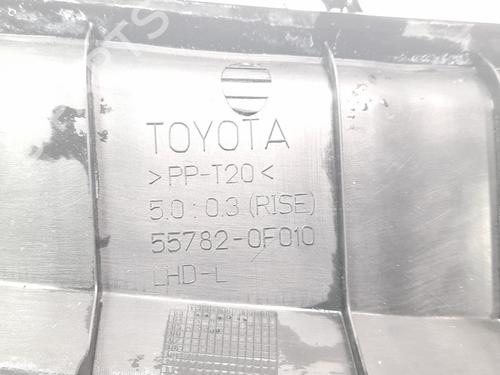 TOYOTA
>PP-T20<
5.0:0.3 (RISE)
55782-0F010
LHD-L